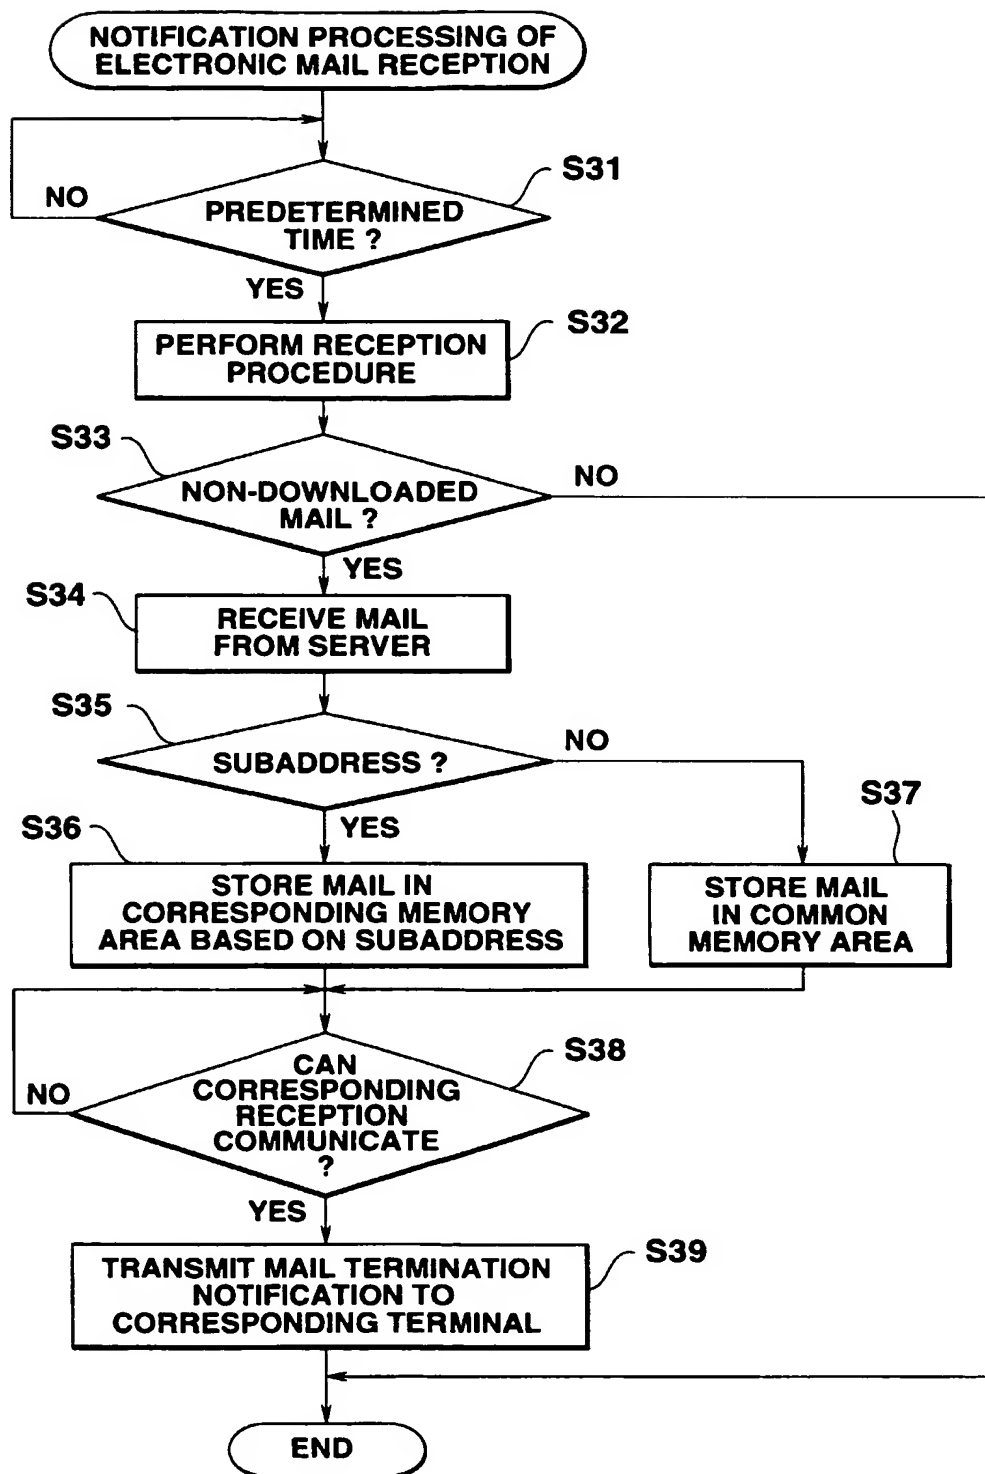 NOTIFICATION PROCESSING OF
ELECTRONIC MAIL RECEPTION
S31
NO
PREDETERMINED
TIME ?
YES
S32
PERFORM RECEPTION
PROCEDURE
S33
NO
NON-DOWNLOADED
MAIL ?
YES
S34
RECEIVE MAIL
FROM SERVER
S35
NO
SUBADDRESS ?
S37
YES
S36
STORE MAIL IN
CORRESPONDING MEMORY
AREA BASED ON SUBADDRESS
STORE MAIL
IN COMMON
MEMORY AREA
S38
CAN
CORRESPONDING
RECEPTION
COMMUNICATE
?
NO
YES
S39
TRANSMIT MAIL TERMINATION
NOTIFICATION TO
CORRESPONDING TERMINAL
END